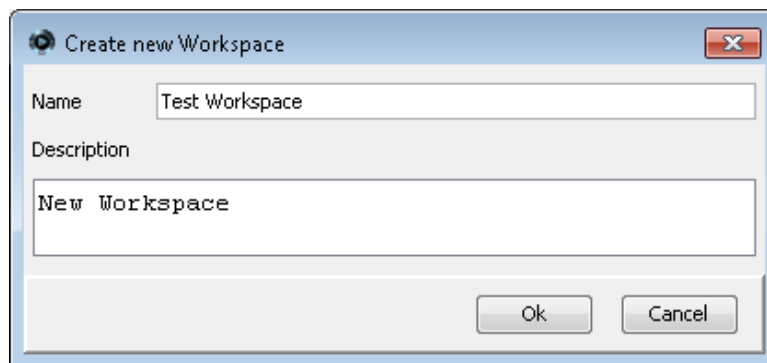 Create new Workspace
Name Test Workspace
Description
New Workspace
Ok Cancel